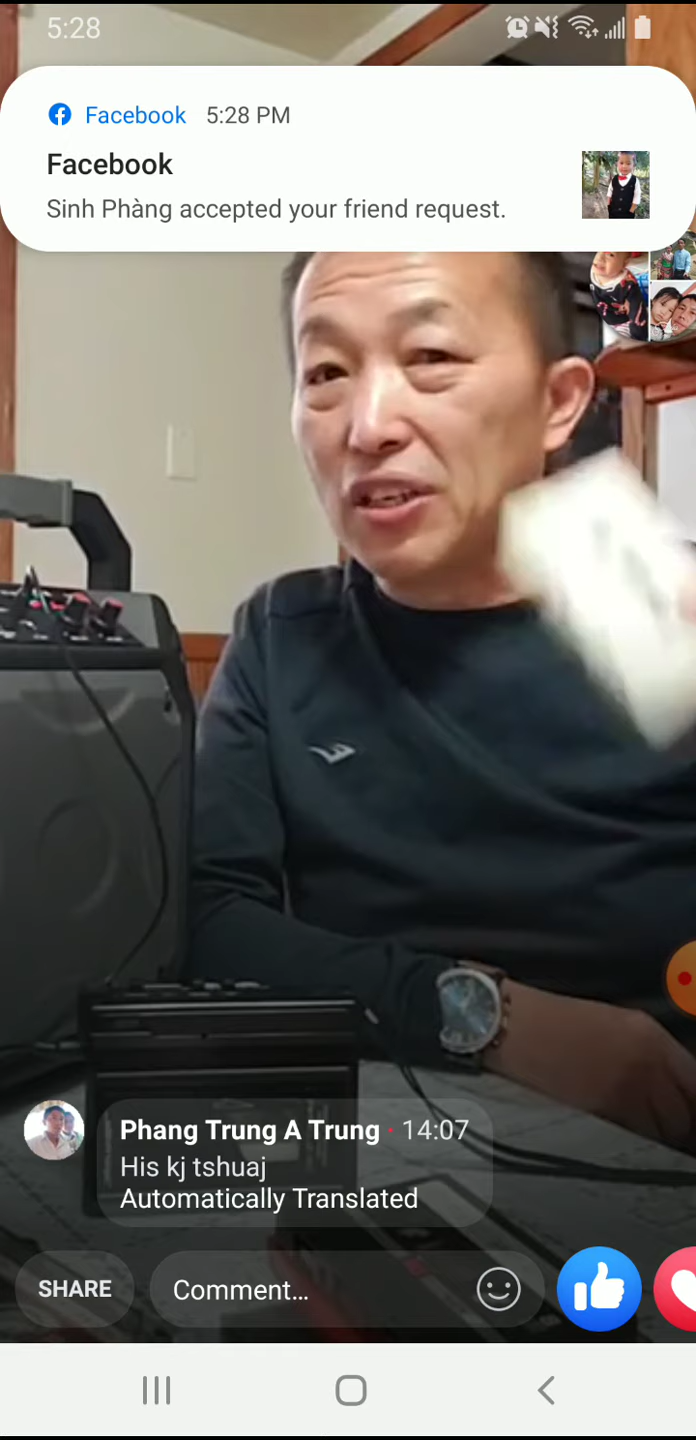 5:28
Facebook 5:28 PM
Facebook
Sinh Phàng accepted your friend request.
Phang Trung A Trung · 14:07
His kj tshuaj
Automatically Translated
SHARE
Comment...